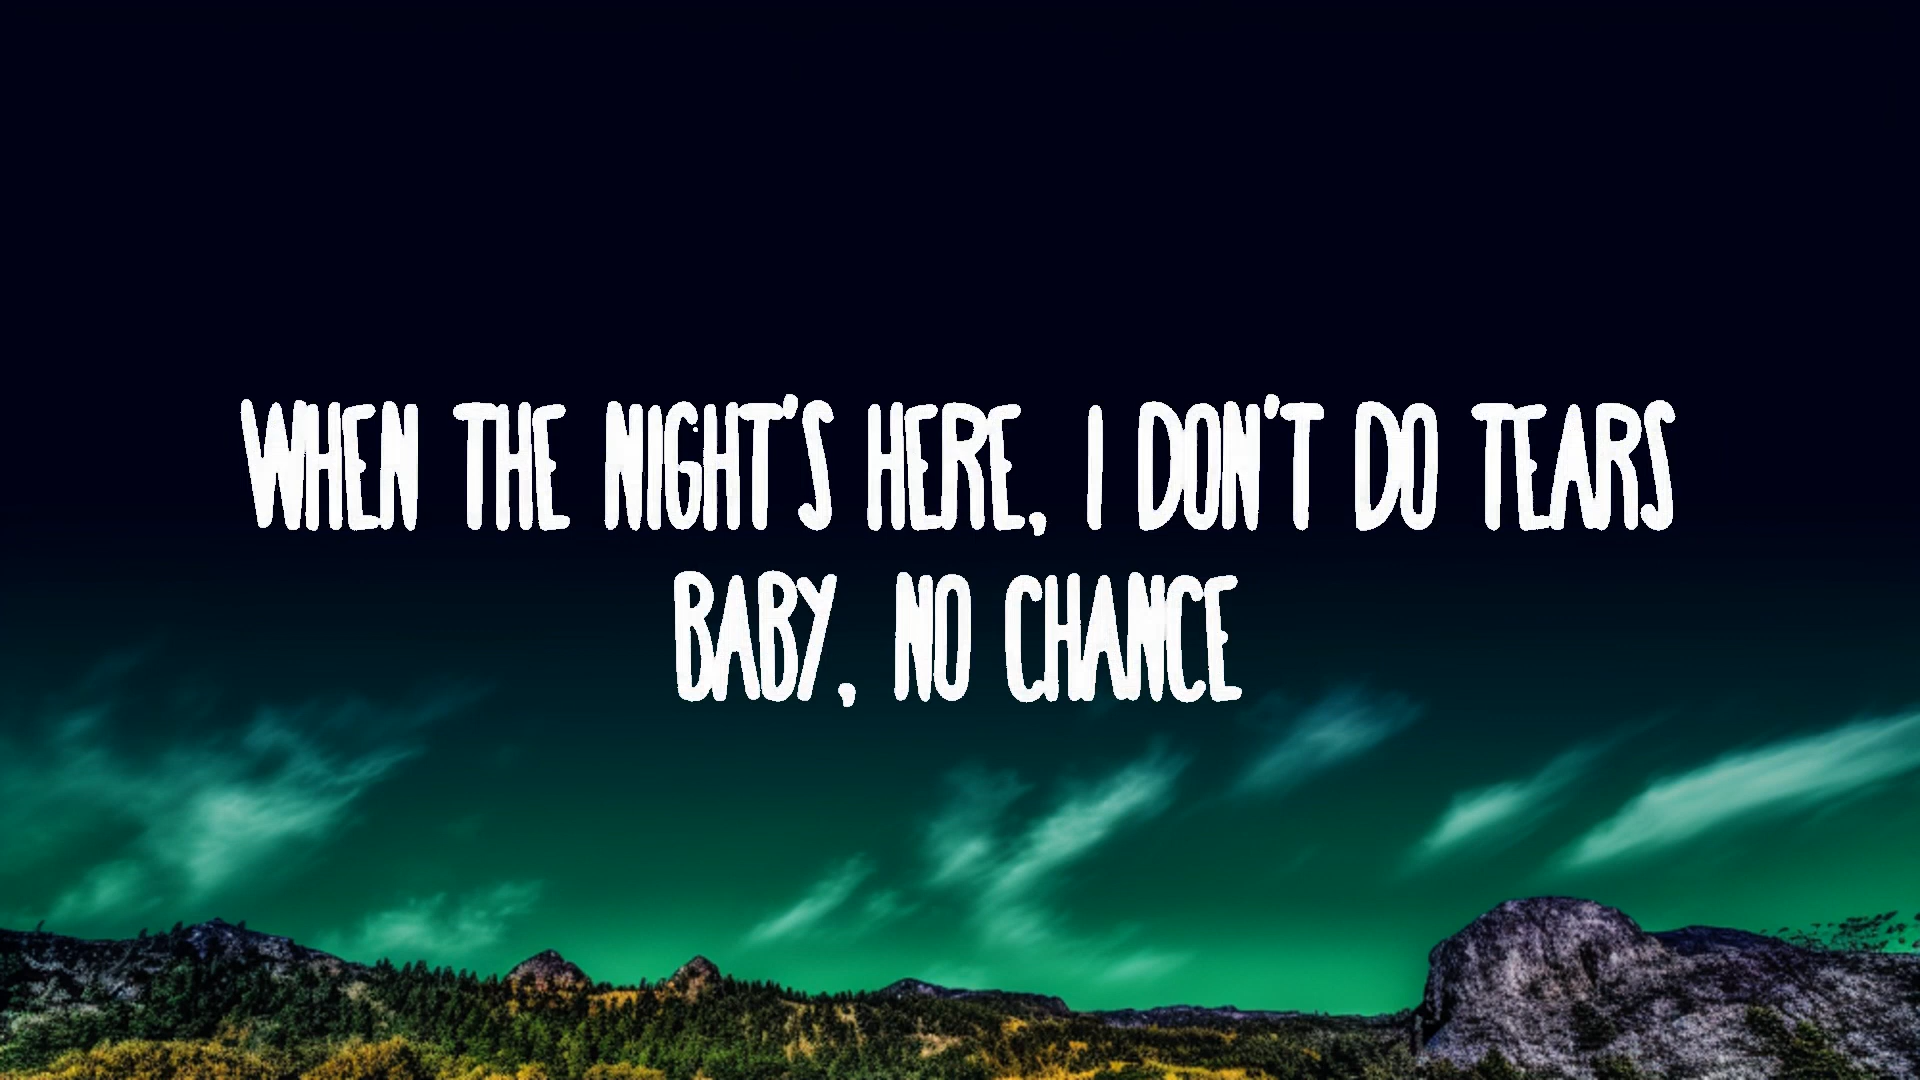 WHEN THE NIGHT'S HERE, I DON'T DO TEARS
BABY, NO CHANCE